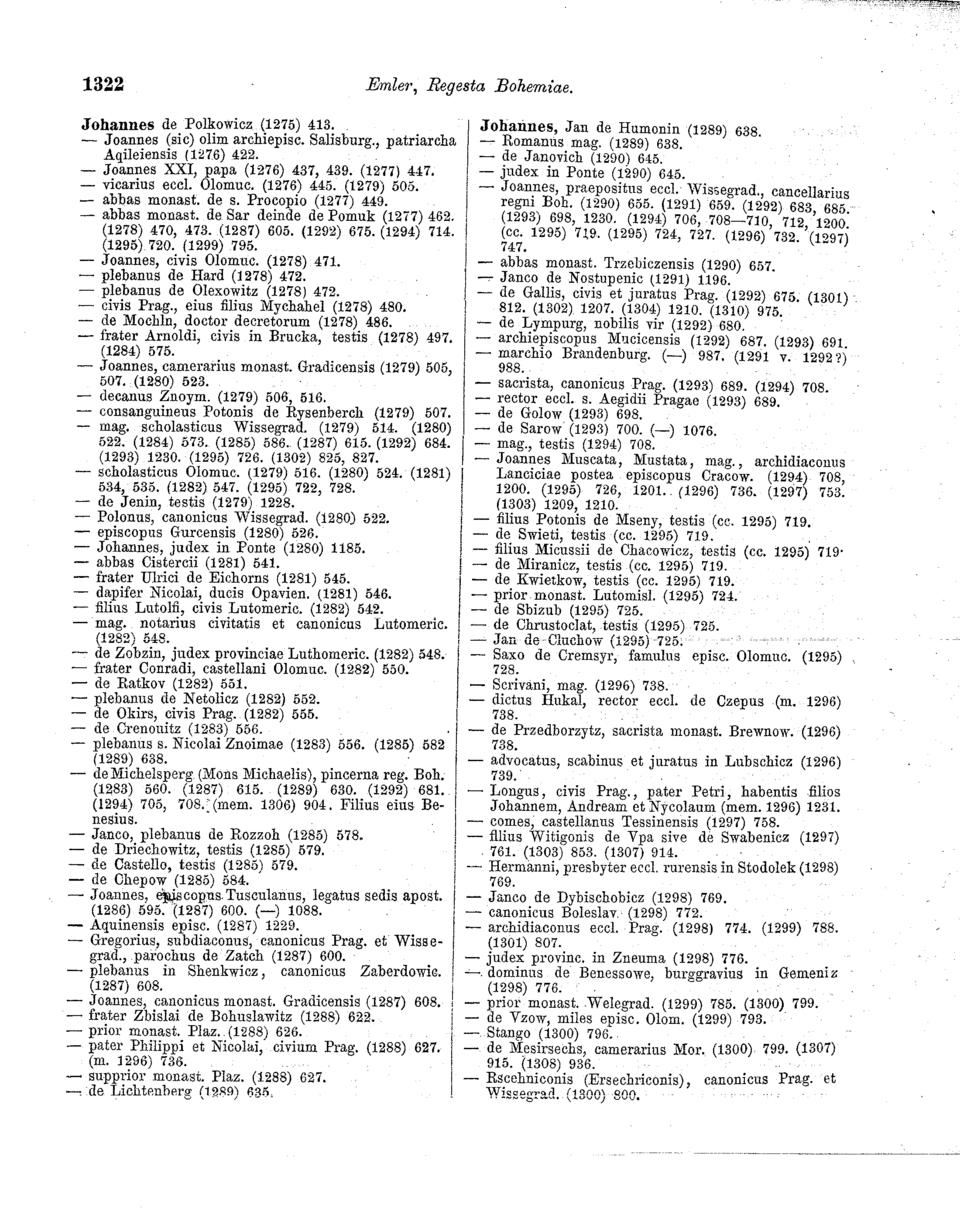 1322 Emler, Regesta Bohemiae.
Johannes de Polkowicz (1275) 413.
— Joannes (sic) olim archiepisc. Salisburg., patriarcha
Aqileiensis (1276) 422.
— Joannes XXI, papa (1276) 437, 439. (1277) 447.
— vicarius eccl. Olomuc. (1276) 445. (1279) 505.
— abbas monast. de s. Procopio (1277) 449.
— abbas monast. de Sar deinde de Pomuk (1277) 462.
(1278) 470, 473. (1287) 605. (1292) 675. (1294) 714.
(1295) 720. (1299) 795.
— Joannes, civis Olomuc. (1278) 471.
— plebanus de Hard (1278) 472.
— plebanus de Olexowitz (1278) 472.
— civis Prag., eius filius Mychahel (1278) 480.
— de Mochln, doctor decretorum (1278) 486.
— frater Arnoldi, civis in Brucka, testis (1278) 497.
(1284) 575.
— Joannes, camerarius monast. Gradicensis (1279) 505,
507. (1280) 523.
— decanus Znoym. (1279) 506, 516.
— consanguineus Potonis de Rysenberch (1279) 507.
— mag. scholasticus Wissegrad. (1279) 514. (1280)
522. (1284) 573. (1285) 586. (1287) 615. (1292) 684.
(1293) 1230. (1295) 726. (1302) 825, 827.
— scholasticus Olomuc. (1279) 516. (1280) 524. (1281)
534, 535. (1282) 547. (1295) 722, 728.
— de Jenin, testis (1279) 1228.
— Polonus, canonicus Wissegrad. (1280) 522.
— episcopus Gurcensis (1280) 526.
— Johannes, judex in Ponte (1280) 1185.
— abbas Cistercii (1281) 541.
— frater Ulrici de Eichorns (1281) 545.
— dapifer Nicolai, ducis Opavien. (1281) 546.
— filius Lutolfi, civis Lutomeric. (1282) 542.
— mag. notarius civitatis et canonicus Lutomeric.
(1282) 548.
— de Zobzin, judex provinciae Luthomeric. (1282) 548.
— frater Conradi, castellani Olomuc. (1282) 550.
— de Ratkov (1282) 551.
— plebanus de Netolicz (1282) 552.
— de Okirs, civis Prag. (1282) 555.
— de Crenouitz (1283) 556.
— plebanus s. Nicolai Znoimae (1283) 556. (1285) 582
(1289) 638.
— de Michelsperg (Mons Michaelis), pincerna reg. Boh.
(1283) 560. (1287) 615. (1289) 630. (1292) 681.
(1294) 705, 708. (mem. 1306) 904. Filius eius Be-
nesius.
— Janco, plebanus de Rozzoh (1285) 578.
— de Driechowitz, testis (1285) 579.
— de Castello, testis (1285) 579.
— de Chepow (1285) 584.
— Joannes, episcopus Tusculanus, legatus sedis apost.
(1286) 595. (1287) 600. (—) 1088.
— Aquinensis episc. (1287) 1229.
— Gregorius, subdiaconus, canonicus Prag. et Wisse-
grad., parochus de Zatch (1287) 600.
— plebanus in Shenkwicz, canonicus Zaberdowic.
(1287) 608.
— Joannes, canonicus monast. Gradicensis (1287) 608.
— frater Zbislai de Bohuslawitz (1288) 622.
— prior monast. Plaz. (1288) 626.
— pater Philippi et Nicolai, civium Prag. (1288) 627.
(m. 1296) 736.
— supprior monast. Plaz. (1288) 627.
— de Lichtenberg (1289) 635.
Johannes, Jan de Humonin (1289) 638.
— Romanus mag. (1289) 638.
— de Janovich (1290) 645.
— judex in Ponte (1290) 645.
— Joannes, praepositus eccl. Wissegrad., cancellarius
regni Boh. (1290) 655. (1291) 659. (1292) 683, 685.
(1293) 698, 1230. (1294) 706, 708—710, 712, 1200.
(cc. 1295) 719. (1295) 724, 727. (1296) 732. (1297)
747.
— abbas monast. Trzebiczensis (1290) 657.
— Janco de Nostupenic (1291) 1196.
— de Gallis, civis et juratus Prag. (1292) 675. (1301)
812. (1302) 1207. (1304) 1210. (1310) 975.
— de Lympurg, nobilis vir (1292) 680.
— archiepiscopus Mucicensis (1292) 687. (1293) 691.
— marchio Brandenburg. (—) 987. (1291 v. 1292?)
988.
— sacrista, canonicus Prag. (1293) 689. (1294) 708.
— rector eccl. s. Aegidii Pragae (1293) 689.
— de Golow (1293) 698.
— de Sarow (1293) 700. (—) 1076.
— mag., testis (1294) 708.
— Joannes Muscata, Mustata, mag., archidiaconus
Lanciciae postea episcopus Cracow. (1294) 708,
1200. (1295) 726, 1201. (1296) 736. (1297) 753.
(1303) 1209, 1210.
— filius Potonis de Mseny, testis (cc. 1295) 719.
— de Swieti, testis (cc. 1295) 719.
— filius Micussii de Chacowicz, testis (cc. 1295) 719·
— de Miranicz, testis (cc. 1295) 719.
— de Kwietkow, testis (cc. 1295) 719.
— prior monast. Lutomisl. (1295) 724.
— de Sbizub (1295) 725.
— de Chrustoclat, testis (1295) 725.
— Jan de Cluchow (1295) 725.
— Saxo de Cremsyr, famulus episc. Olomuc. (1295)
728.
— Scrivani, mag. (1296) 738.
— dictus Hukal, rector eccl. de Czepus (m. 1296)
738.
— de Przedborzytz, sacrista monast. Brewnow. (1296)
738.
— advocatus, scabinus et juratus in Lubschicz (1296)
739.
— Longus, civis Prag., pater Petri, habentis filios
Johannem, Andream et Nycolaum (mem. 1296) 1231.
— comes, castellanus Tessinensis (1297) 758.
— filius Witigonis de Vpa sive de Swabenicz (1297)
761. (1303) 853. (1307) 914.
— Hermanni, presbyter eccl. rurensis in Stodolek (1298)
769.
— Janco de Dybischobicz (1298) 769.
— canonicus Boleslav. (1298) 772.
— archidiaconus eccl. Prag. (1298) 774. (1299) 788.
(1301) 807.
— judex provinc. in Zneuma (1298) 776.
— dominus de Benessowe, burggravius in Gemeniz
(1298) 776.
— prior monast. Welegrad. (1299) 785. (1300) 799.
— de Vzow, miles episc. Olom. (1299) 793.
— Stango (1300) 796.
— de Mesirsechs, camerarius Mor. (1300) 799. (1307)
915. (1308) 936.
— Rscehniconis (Ersechriconis), canonicus Prag. et
Wissegrad. (1300) 800.